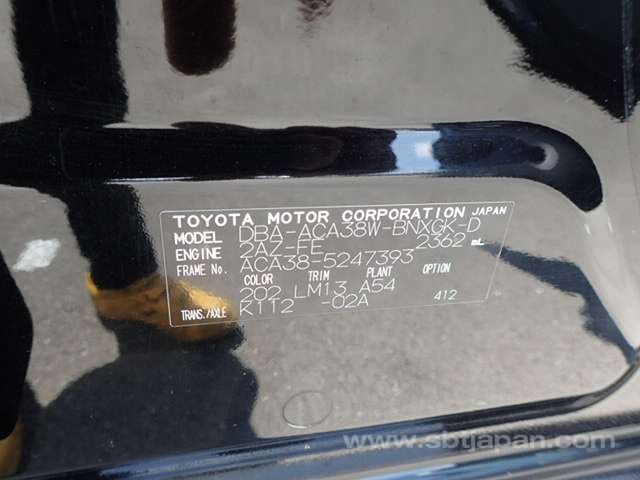 TOYOTA MOTOR CORPORATION JAPAN
MODEL DBA-ACA38W-BNXGK-D
ENGINE 2AZ-FE 2362 mL
FRAME No. ACA38-5247393
COLOR TRIM PLANT OPTION
202 LM13 A54
TRANS./AXLE K112 -02A 412
www.sbtjapan.com